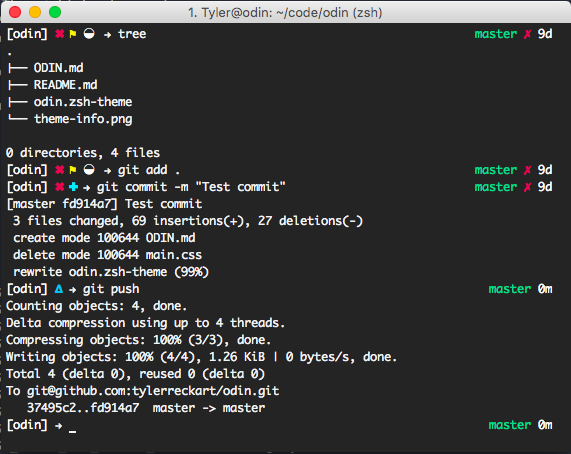 1. Tyler@odin: ~/code/odin (zsh)
[odin] ✖ ⚑ ◒ → tree master ✗ 9d
.
├── ODIN.md
├── README.md
├── odin.zsh-theme
└── theme-info.png
0 directories, 4 files
[odin] ✖ ⚑ ◒ → git add . master ✗ 9d
[odin] ✖ ✚ → git commit -m "Test commit" master ✗ 9d
[master fd914a7] Test commit
3 files changed, 69 insertions(+), 27 deletions(-)
create mode 100644 ODIN.md
delete mode 100644 main.css
rewrite odin.zsh-theme (99%)
[odin] Δ → git push master 0m
Counting objects: 4, done.
Delta compression using up to 4 threads.
Compressing objects: 100% (3/3), done.
Writing objects: 100% (4/4), 1.26 KiB | 0 bytes/s, done.
Total 4 (delta 0), reused 0 (delta 0)
To git@github.com:tylerreckart/odin.git
37495c2..fd914a7 master -> master
[odin] → _ master 0m